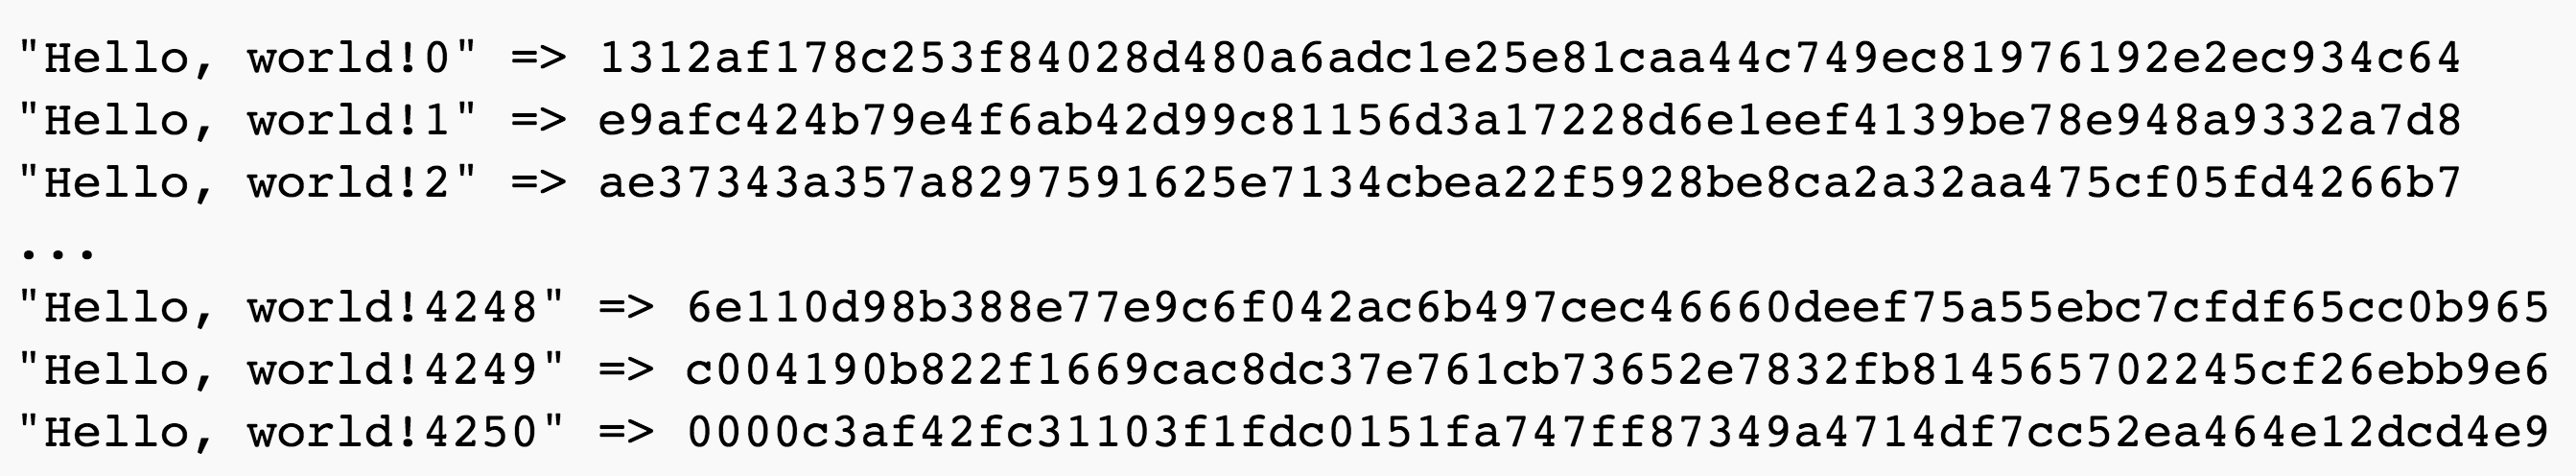 "Hello, world!0" => 1312af178c253f84028d480a6adc1e25e81caa44c749ec81976192e2ec934c64
"Hello, world!1" => e9afc424b79e4f6ab42d99c81156d3a17228d6e1eef4139be78e948a9332a7d8
"Hello, world!2" => ae37343a357a8297591625e7134cbea22f5928be8ca2a32aa475cf05fd4266b7
...
"Hello, world!4248" => 6e110d98b388e77e9c6f042ac6b497cec46660deef75a55ebc7cfdf65cc0b965
"Hello, world!4249" => c004190b822f1669cac8dc37e761cb73652e7832fb814565702245cf26ebb9e6
"Hello, world!4250" => 0000c3af42fc31103f1fdc0151fa747ff87349a4714df7cc52ea464e12dcd4e9